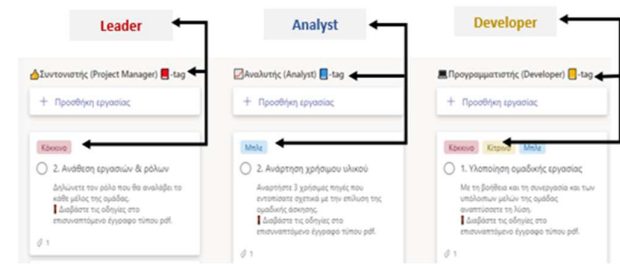 Leader
Analyst
Developer
Συντονιστής (Project Manager) -tag
Αναλυτής (Analyst) -tag
Προγραμματιστής (Developer) -tag
+ Προσθήκη εργασίας
+ Προσθήκη εργασίας
+ Προσθήκη εργασίας
Κόκκινο
2. Ανάθεση εργασιών & ρόλων
Δηλώνετε τον ρόλο που θα αναλάβει το
κάθε μέλος της ομάδας.
Διαβάστε τις οδηγίες στο
επισυναπτόμενο έγγραφο τύπου pdf.
1
Μπλε
2. Ανάρτηση χρήσιμου υλικού
Αναρτήστε 3 χρήσιμες πηγές που
εντοπίσατε σχετικά με την επίλυση της
ομαδικής άσκησης.
Διαβάστε τις οδηγίες στο
επισυναπτόμενο έγγραφο τύπου pdf.
1
Κόκκινο Κίτρινο Μπλε
1. Υλοποίηση ομαδικής εργασίας
Με τη βοήθεια και τη συνεργασία και των
υπόλοιπων μελών της ομάδας
αναπτύσσετε τη λύση.
Διαβάστε τις οδηγίες στο
επισυναπτόμενο έγγραφο τύπου pdf.
1